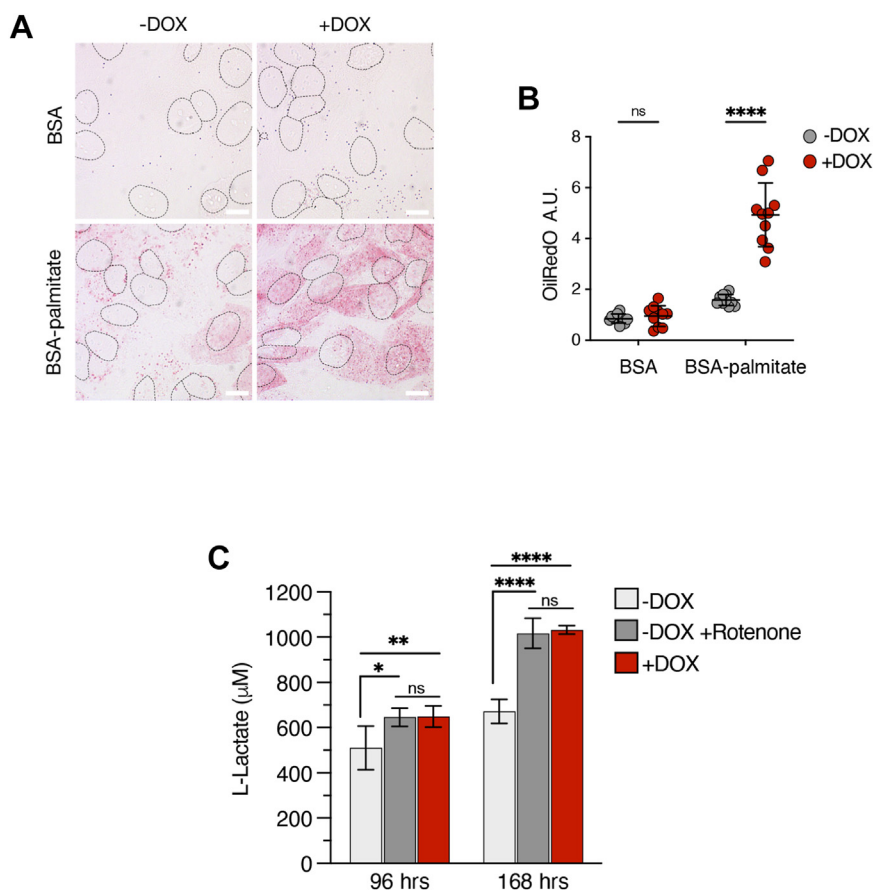 A
-DOX
+DOX
BSA
BSA-palmitate
B
ns
****
-DOX
+DOX
8
6
4
2
0
OilRedO A.U.
BSA
BSA-palmitate
C
****
****
ns
**
*
ns
-DOX
-DOX +Rotenone
+DOX
1200
1000
800
600
400
200
0
L-Lactate (μM)
96 hrs
168 hrs